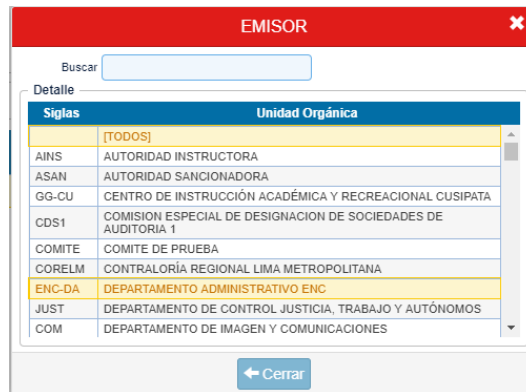 EMISOR
Buscar
Detalle
Siglas Unidad Orgánica
[TODOS]
AINS AUTORIDAD INSTRUCTORA
ASAN AUTORIDAD SANCIONADORA
GG-CU CENTRO DE INSTRUCCIÓN ACADÉMICA Y RECREACIONAL CUSIPATA
CDS1 COMISION ESPECIAL DE DESIGNACION DE SOCIEDADES DE
AUDITORIA 1
COMITE COMITE DE PRUEBA
CORELM CONTRALORÍA REGIONAL LIMA METROPOLITANA
ENC-DA DEPARTAMENTO ADMINISTRATIVO ENC
JUST DEPARTAMENTO DE CONTROL JUSTICIA, TRABAJO Y AUTÓNOMOS
COM DEPARTAMENTO DE IMAGEN Y COMUNICACIONES
Cerrar